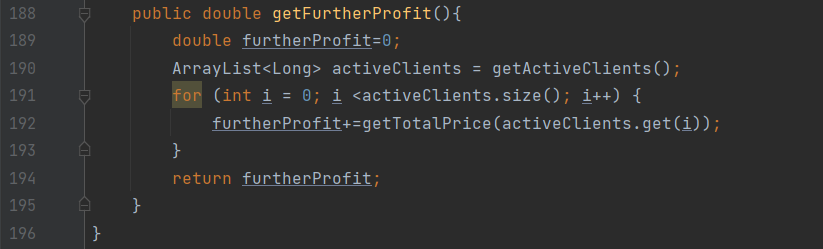 188 public double getFurtherProfit(){
189 double furtherProfit=0;
190 ArrayList<Long> activeClients = getActiveClients();
191 for (int i = 0; i <activeClients.size(); i++) {
192 furtherProfit+=getTotalPrice(activeClients.get(i));
193 }
194 return furtherProfit;
195 }
196 }